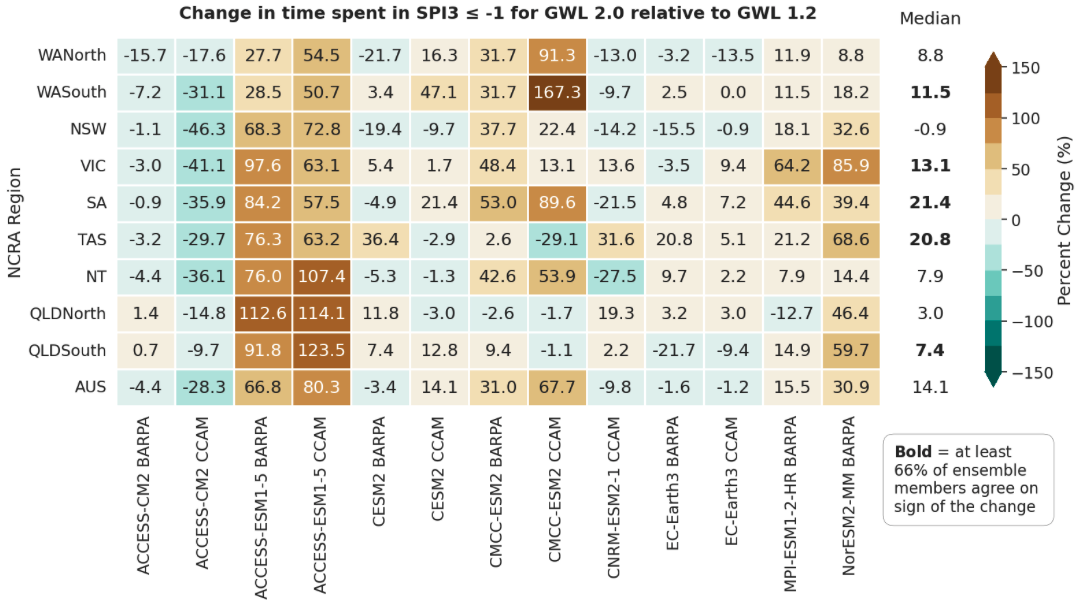 Change in time spent in SPI3 ≤ -1 for GWL 2.0 relative to GWL 1.2
Median
WANorth -15.7 -17.6 27.7 54.5 -21.7 16.3 31.7 91.3 -13.0 -3.2 -13.5 11.9 8.8 8.8
WASouth -7.2 -31.1 28.5 50.7 3.4 47.1 31.7 167.3 -9.7 2.5 0.0 11.5 18.2 11.5
NSW -1.1 -46.3 68.3 72.8 -19.4 -9.7 37.7 22.4 -14.2 -15.5 -0.9 18.1 32.6 -0.9
VIC -3.0 -41.1 97.6 63.1 5.4 1.7 48.4 13.1 13.6 -3.5 9.4 64.2 85.9 13.1
SA -0.9 -35.9 84.2 57.5 -4.9 21.4 53.0 89.6 -21.5 4.8 7.2 44.6 39.4 21.4
TAS -3.2 -29.7 76.3 63.2 36.4 -2.9 2.6 -29.1 31.6 20.8 5.1 21.2 68.6 20.8
NT -4.4 -36.1 76.0 107.4 -5.3 -1.3 42.6 53.9 -27.5 9.7 2.2 7.9 14.4 7.9
QLDNorth 1.4 -14.8 112.6 114.1 11.8 -3.0 -2.6 -1.7 19.3 3.2 3.0 -12.7 46.4 3.0
QLDSouth 0.7 -9.7 91.8 123.5 7.4 12.8 9.4 -1.1 2.2 -21.7 -9.4 14.9 59.7 7.4
AUS -4.4 -28.3 66.8 80.3 -3.4 14.1 31.0 67.7 -9.8 -1.6 -1.2 15.5 30.9 14.1
NCRA Region
ACCESS-CM2 BARPA
ACCESS-CM2 CCAM
ACCESS-ESM1-5 BARPA
ACCESS-ESM1-5 CCAM
CESM2 BARPA
CESM2 CCAM
CMCC-ESM2 BARPA
CMCC-ESM2 CCAM
CNRM-ESM2-1 CCAM
EC-Earth3 BARPA
EC-Earth3 CCAM
MPI-ESM1-2-HR BARPA
NorESM2-MM BARPA
150
100
50
0
−50
−100
−150
Percent Change (%)
Bold = at least
66% of ensemble
members agree on
sign of the change